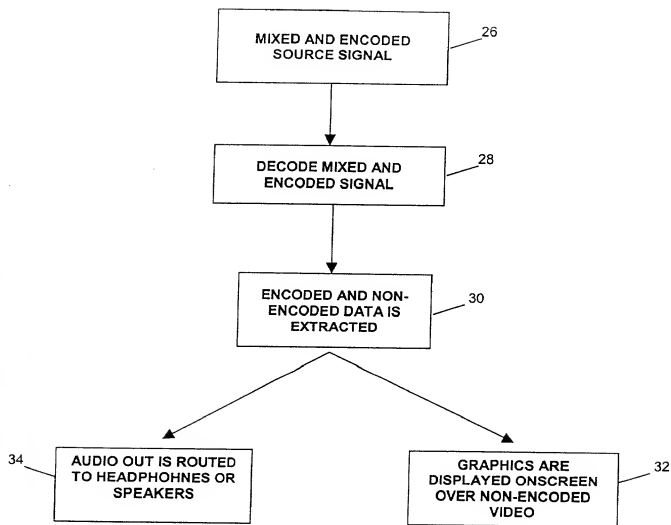 MIXED AND ENCODED
SOURCE SIGNAL
26
DECODE MIXED AND
ENCODED SIGNAL
28
ENCODED AND NON-
ENCODED DATA IS
EXTRACTED
30
34
AUDIO OUT IS ROUTED
TO HEADPHOHNES OR
SPEAKERS
GRAPHICS ARE
DISPLAYED ONSCREEN
OVER NON-ENCODED
VIDEO
32